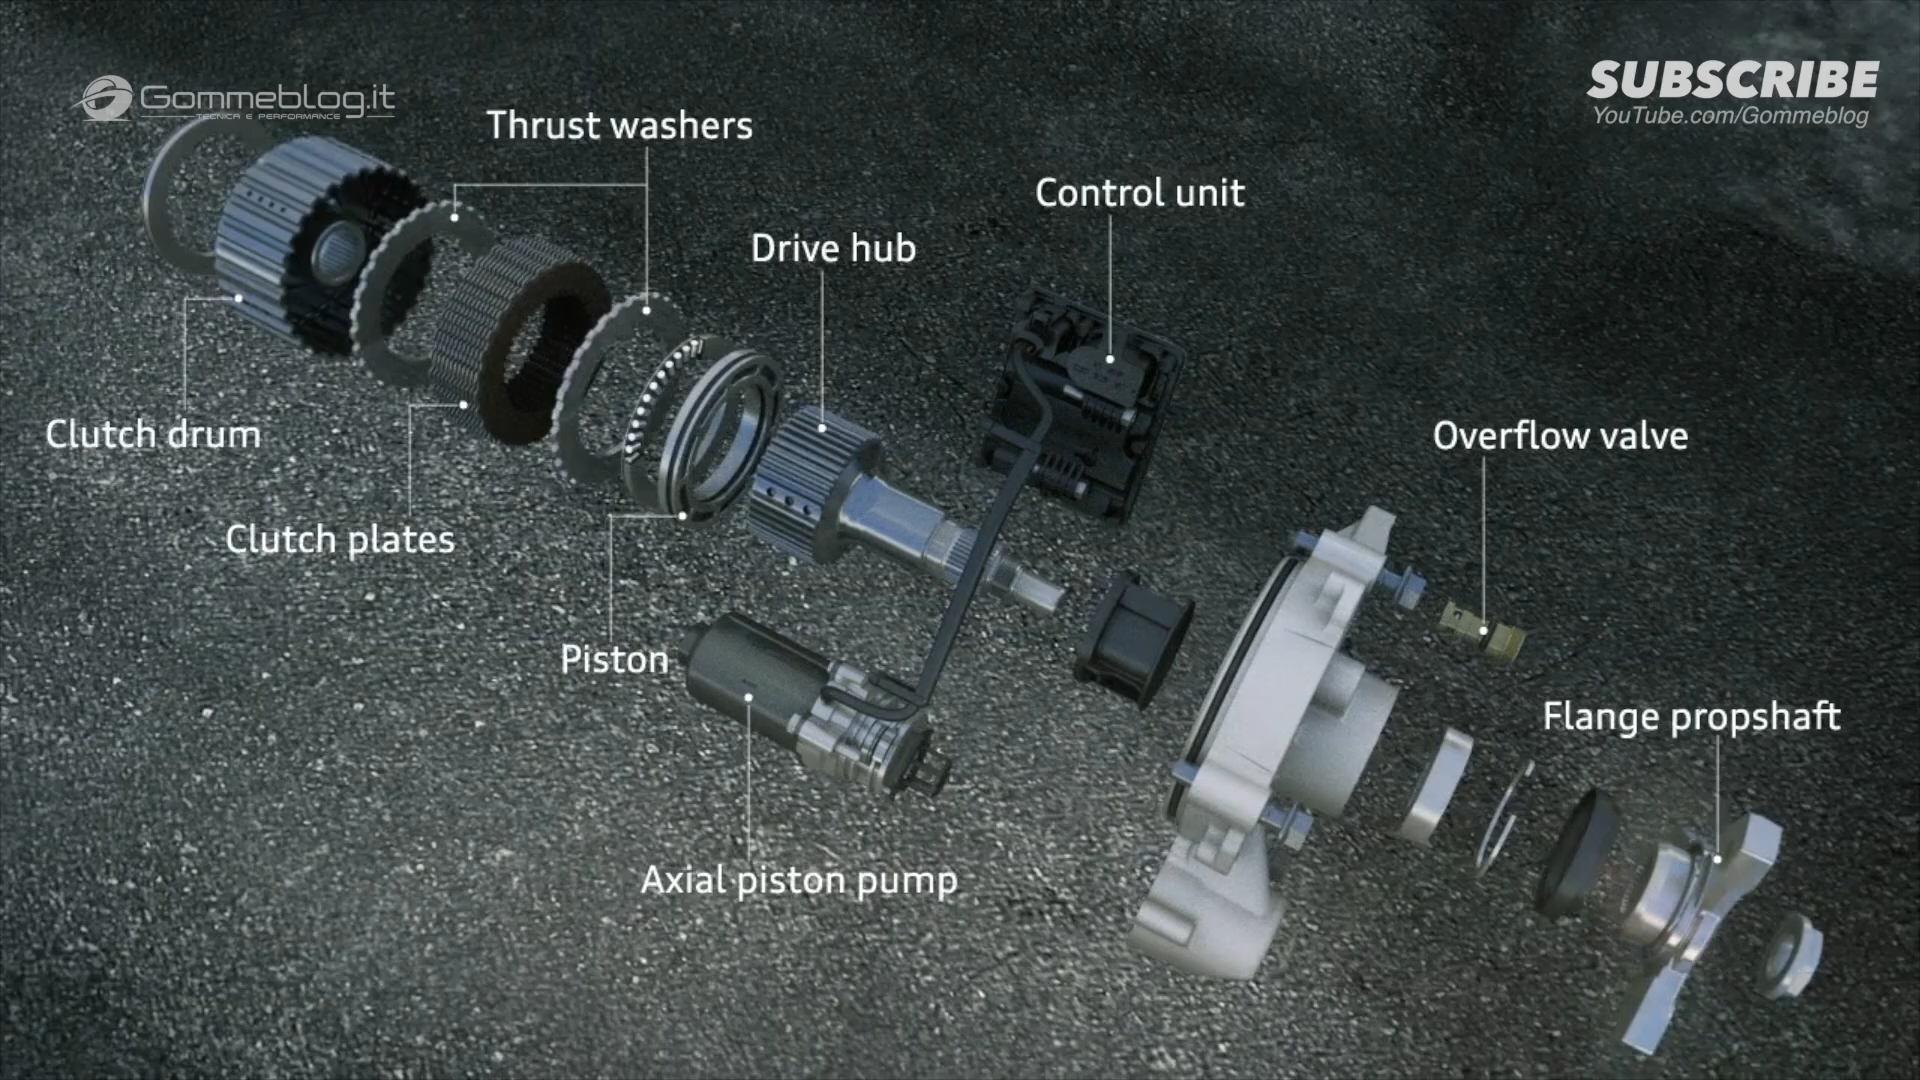 Gommeblog.it
TECNICA E PERFORMANCE
SUBSCRIBE
YouTube.com/Gommeblog
Thrust washers
Control unit
Drive hub
Clutch drum
Overflow valve
Clutch plates
Piston
Flange propshaft
Axial piston pump